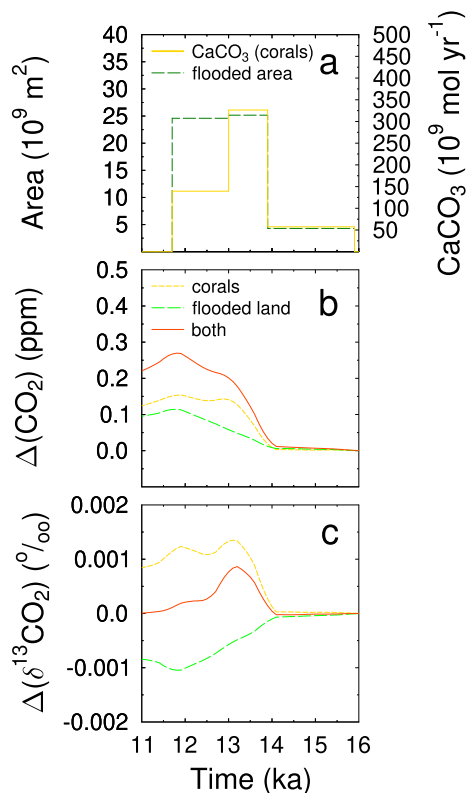 40
35
30
25
20
15
10
5
Area (10⁹ m²)
CaCO₃ (corals)
flooded area
a
500
450
400
350
300
250
200
150
100
50
CaCO₃ (10⁹ mol yr⁻¹)
0.5
0.4
0.3
0.2
0.1
0.0
Δ(CO₂) (ppm)
corals
flooded land
both
b
0.002
0.001
0.0
-0.001
-0.002
Δ(δ¹³CO₂) (º/ₒₒ)
c
11 12 13 14 15 16
Time (ka)